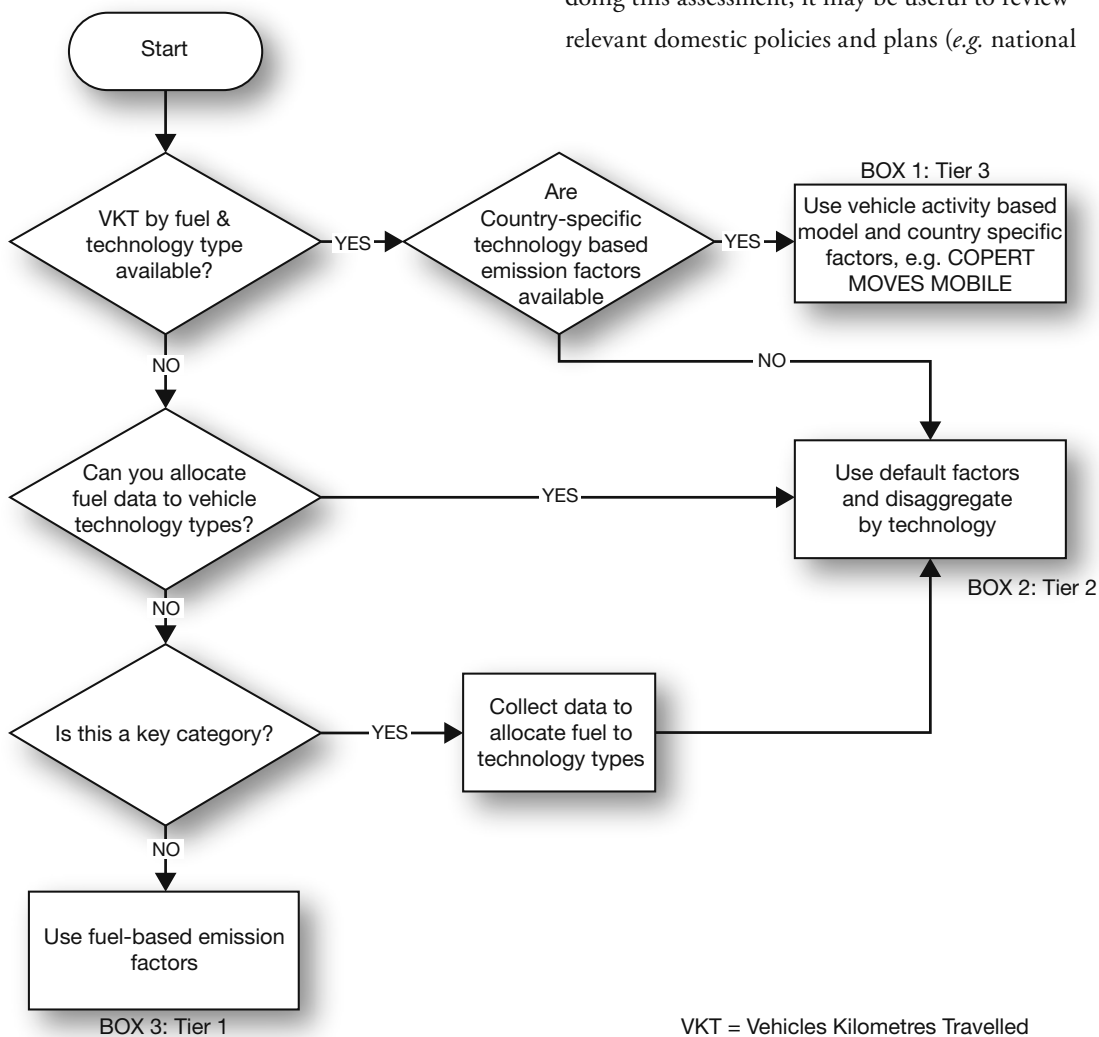 doing this assessment, it may be useful to review
relevant domestic policies and plans (e.g. national
Start
VKT by fuel &
technology type
available?
YES
Are
Country-specific
technology based
emission factors
available
YES
BOX 1: Tier 3
Use vehicle activity based
model and country specific
factors, e.g. COPERT
MOVES MOBILE
NO
NO
Can you allocate
fuel data to vehicle
technology types?
YES
Use default factors
and disaggregate
by technology
BOX 2: Tier 2
NO
Is this a key category?
YES
Collect data to
allocate fuel to
technology types
NO
Use fuel-based emission
factors
BOX 3: Tier 1
VKT = Vehicles Kilometres Travelled